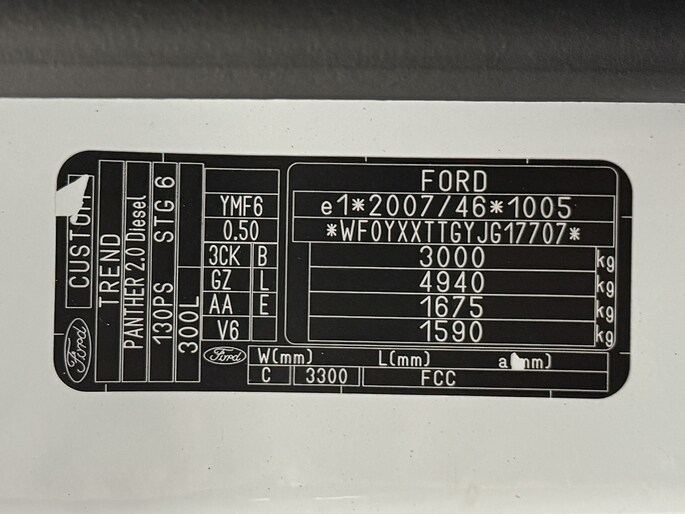 FORD
e1*2007/46*1005
*WF0YXXTTGYJG17707*
3000 kg
4940 kg
1675 kg
1590 kg
YMF6
0.50
3CK B
GZ L
AA E
V6
Ford
W(mm) L(mm)
C 3300 FCC
TREND
PANTHER 2.0 Diesel
130PS STG 6
300L
Ford